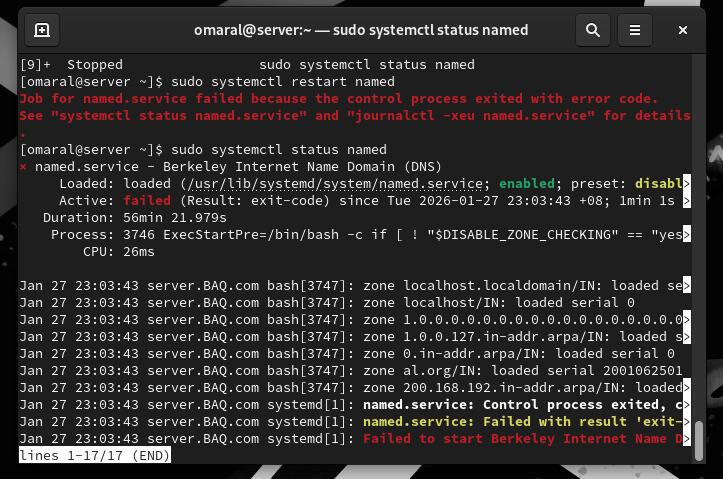 omaral@server:~ — sudo systemctl status named
[9]+  Stopped                 sudo systemctl status named
[omaral@server ~]$ sudo systemctl restart named
Job for named.service failed because the control process exited with error code.
See "systemctl status named.service" and "journalctl -xeu named.service" for details
.
[omaral@server ~]$ sudo systemctl status named
× named.service - Berkeley Internet Name Domain (DNS)
     Loaded: loaded (/usr/lib/systemd/system/named.service; enabled; preset: disabl>
     Active: failed (Result: exit-code) since Tue 2026-01-27 23:03:43 +08; 1min 1s >
   Duration: 56min 21.979s
    Process: 3746 ExecStartPre=/bin/bash -c if [ ! "$DISABLE_ZONE_CHECKING" == "yes>
        CPU: 26ms
Jan 27 23:03:43 server.BAQ.com bash[3747]: zone localhost.localdomain/IN: loaded se>
Jan 27 23:03:43 server.BAQ.com bash[3747]: zone localhost/IN: loaded serial 0
Jan 27 23:03:43 server.BAQ.com bash[3747]: zone 1.0.0.0.0.0.0.0.0.0.0.0.0.0.0.0.0.0>
Jan 27 23:03:43 server.BAQ.com bash[3747]: zone 1.0.0.127.in-addr.arpa/IN: loaded s>
Jan 27 23:03:43 server.BAQ.com bash[3747]: zone 0.in-addr.arpa/IN: loaded serial 0
Jan 27 23:03:43 server.BAQ.com bash[3747]: zone al.org/IN: loaded serial 2001062501
Jan 27 23:03:43 server.BAQ.com bash[3747]: zone 200.168.192.in-addr.arpa/IN: loaded>
Jan 27 23:03:43 server.BAQ.com systemd[1]: named.service: Control process exited, c>
Jan 27 23:03:43 server.BAQ.com systemd[1]: named.service: Failed with result 'exit->
Jan 27 23:03:43 server.BAQ.com systemd[1]: Failed to start Berkeley Internet Name D>
lines 1-17/17 (END)